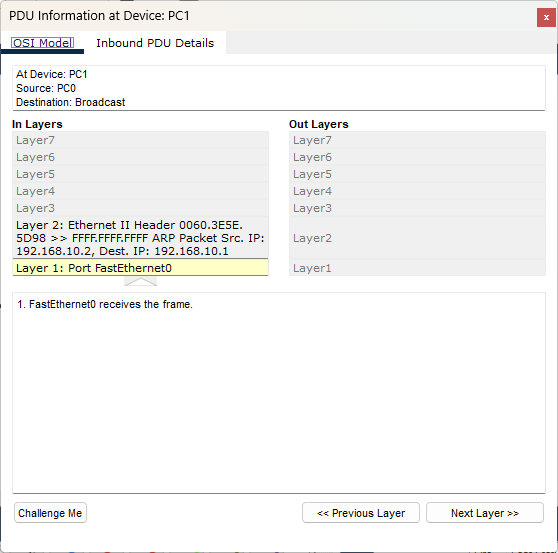 PDU Information at Device: PC1
x
OSI Model
Inbound PDU Details
At Device: PC1
Source: PC0
Destination: Broadcast
In Layers
Layer7
Layer6
Layer5
Layer4
Layer3
Layer 2: Ethernet II Header 0060.3E5E.
5D98 >> FFFF.FFFF.FFFF ARP Packet Src. IP:
192.168.10.2, Dest. IP: 192.168.10.1
Layer 1: Port FastEthernet0
Out Layers
Layer7
Layer6
Layer5
Layer4
Layer3
Layer2
Layer1
1. FastEthernet0 receives the frame.
Challenge Me
<< Previous Layer
Next Layer >>